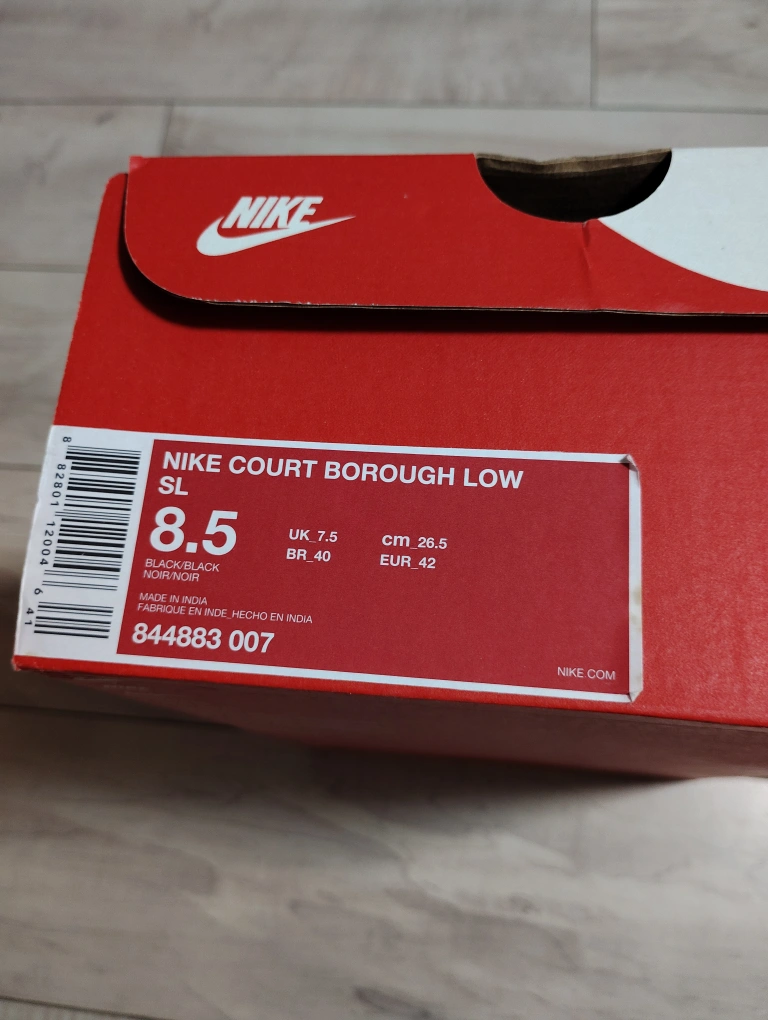 NIKE
NIKE COURT BOROUGH LOW
SL
8.5
UK_7.5
cm_26.5
BR_40
EUR_42
BLACK/BLACK
NOIR/NOIR
MADE IN INDIA
FABRIQUE EN INDE_HECHO EN INDIA
844883 007
NIKE.COM
8 82801 12004 6 41